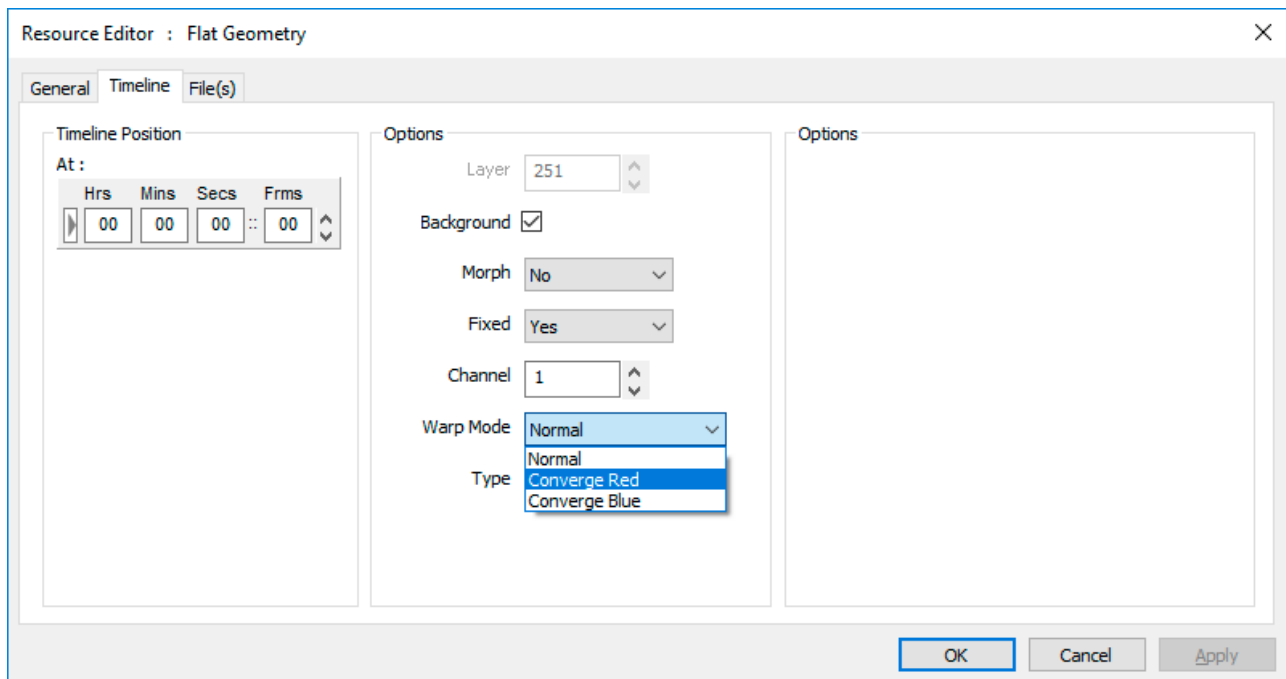 Resource Editor : Flat Geometry
General Timeline File(s)
Timeline Position
At :
Hrs Mins Secs Frms
00 00 00 :: 00
Options
Layer 251
Background
Morph No
Fixed Yes
Channel 1
Warp Mode Normal
Normal
Type Converge Red
Converge Blue
Options
OK Cancel Apply